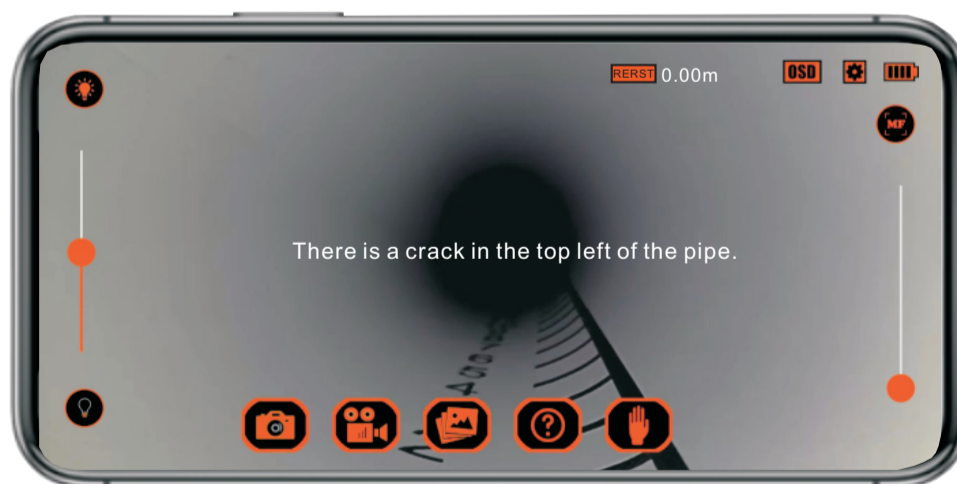 RERST 0.00m
OSD
MF
There is a crack in the top left of the pipe.